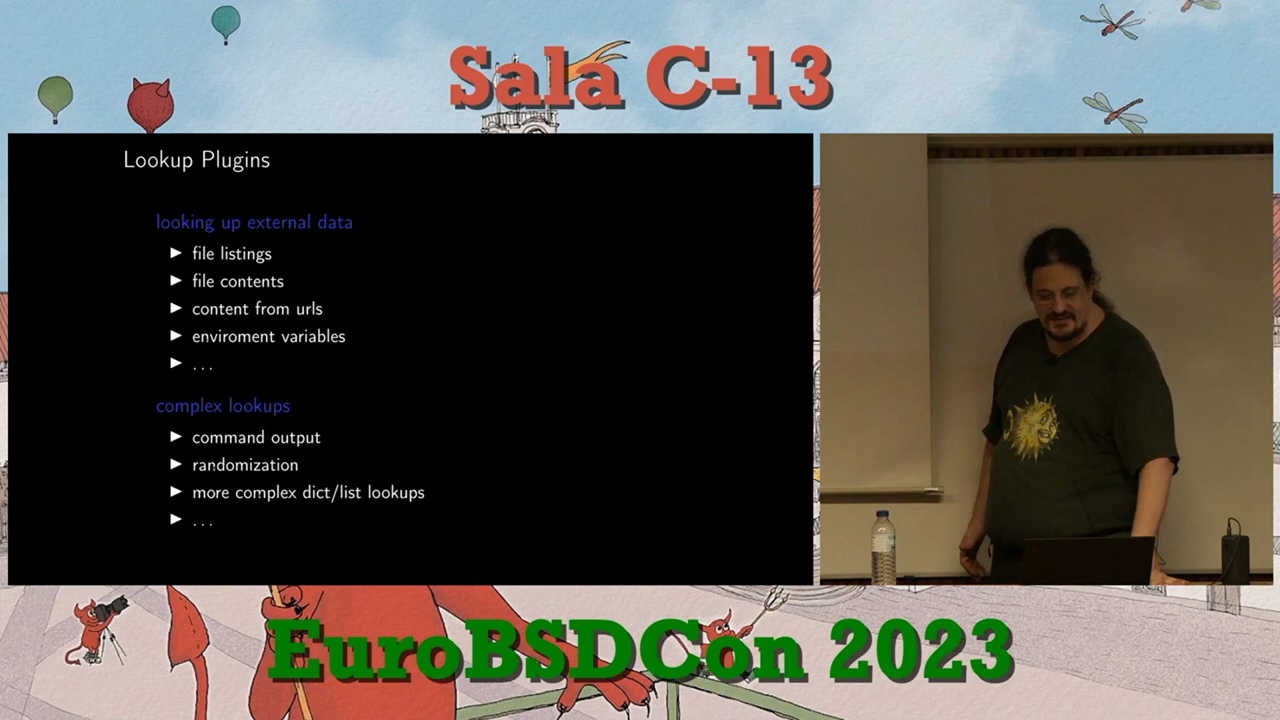 Sala C-13
Lookup Plugins
looking up external data
► file listings
► file contents
► content from urls
► enviroment variables
► ...
complex lookups
► command output
► randomization
► more complex dict/list lookups
► ...
EuroBSDCon 2023